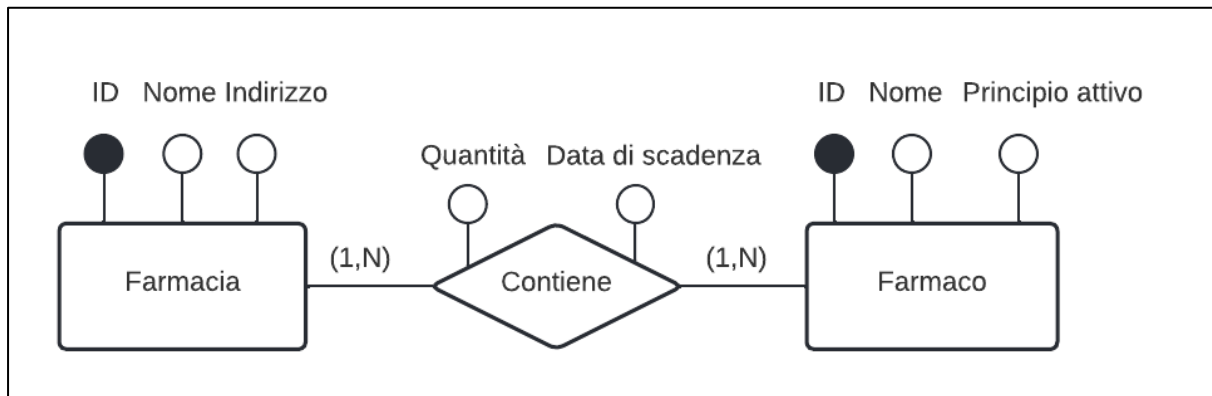 ID Nome Indirizzo
ID Nome Principio attivo
Quantità Data di scadenza
(1,N)
(1,N)
Farmacia
Contiene
Farmaco